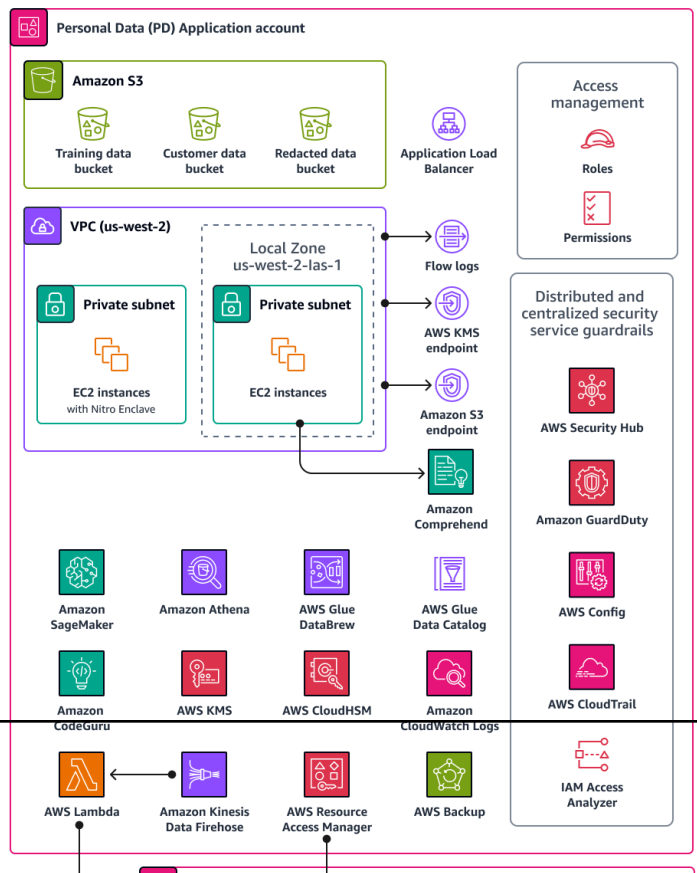 Personal Data (PD) Application account
Amazon S3
Training data
bucket
Customer data
bucket
Redacted data
bucket
Application Load
Balancer
Access
management
Roles
Permissions
VPC (us-west-2)
Local Zone
us-west-2-las-1
Private subnet
EC2 instances
with Nitro Enclave
Private subnet
EC2 instances
Flow logs
AWS KMS
endpoint
Amazon S3
endpoint
Amazon
Comprehend
Distributed and
centralized security
service guardrails
AWS Security Hub
Amazon GuardDuty
AWS Config
AWS CloudTrail
IAM Access
Analyzer
Amazon
SageMaker
Amazon Athena
AWS Glue
DataBrew
AWS Glue
Data Catalog
Amazon
CodeGuru
AWS KMS
AWS CloudHSM
Amazon
CloudWatch Logs
AWS Lambda
Amazon Kinesis
Data Firehose
AWS Resource
Access Manager
AWS Backup